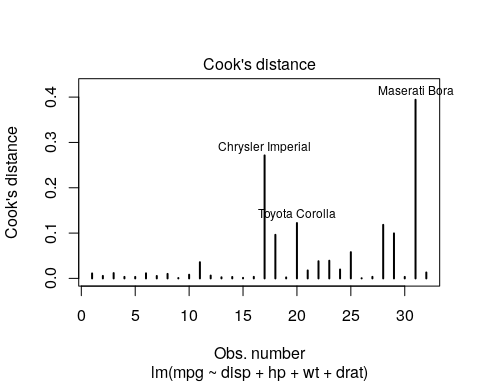 Cook's distance
Maserati Bora
Chrysler Imperial
Toyota Corolla
Cook's distance
0.4
0.3
0.2
0.1
0.0
0 5 10 15 20 25 30
Obs. number
lm(mpg ~ disp + hp + wt + drat)